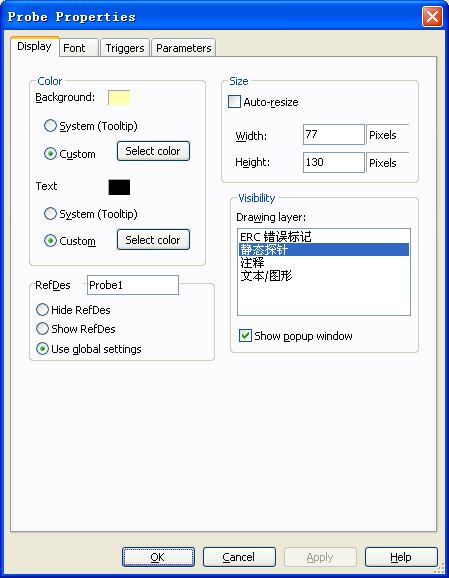 Probe Properties
Display Font Triggers Parameters
Color
Background:
System (Tooltip)
Custom Select color
Text
System (Tooltip)
Custom Select color
RefDes Probe1
Hide RefDes
Show RefDes
Use global settings
Size
Auto-resize
Width: 77 Pixels
Height: 130 Pixels
Visibility
Drawing layer:
ERC 错误标记
静态探针
注释
文本/图形
Show popup window
OK Cancel Apply Help